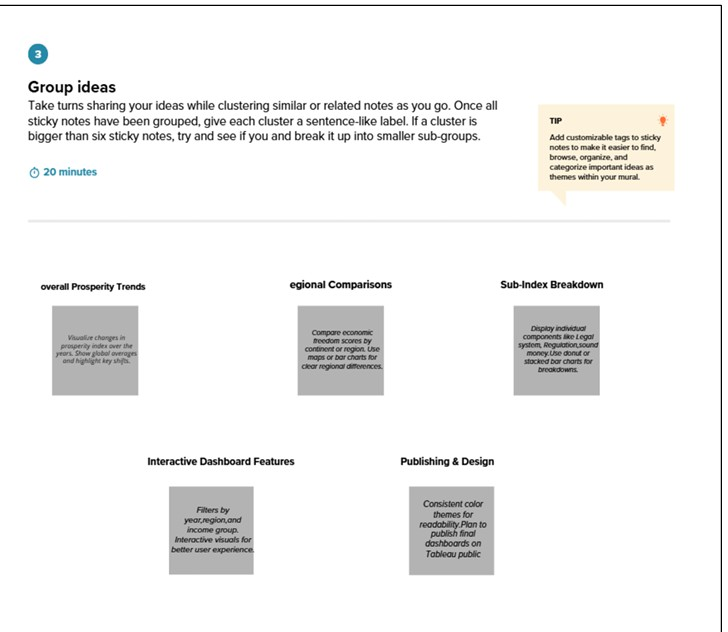 3
Group ideas
Take turns sharing your ideas while clustering similar or related notes as you go. Once all
sticky notes have been grouped, give each cluster a sentence-like label. If a cluster is
bigger than six sticky notes, try and see if you and break it up into smaller sub-groups.
20 minutes
TIP
Add customizable tags to sticky
notes to make it easier to find,
browse, organize, and
categorize important ideas as
themes within your mural.
overall Prosperity Trends
Visualize changes in
prosperity index over the
years. Show global averages
and highlight key shifts.
egional Comparisons
Compare economic
freedom scores by
continent or region. Use
maps or bar charts for
clear regional differences.
Sub-Index Breakdown
Display individual
components like Legal
system, Regulation,sound
money.Use donut or
stacked bar charts for
breakdowns.
Interactive Dashboard Features
Filters by
year,region,and
income group.
Interactive visuals for
better user experience.
Publishing & Design
Consistent color
themes for
readability.Plan to
publish final
dashboards on
Tableau public